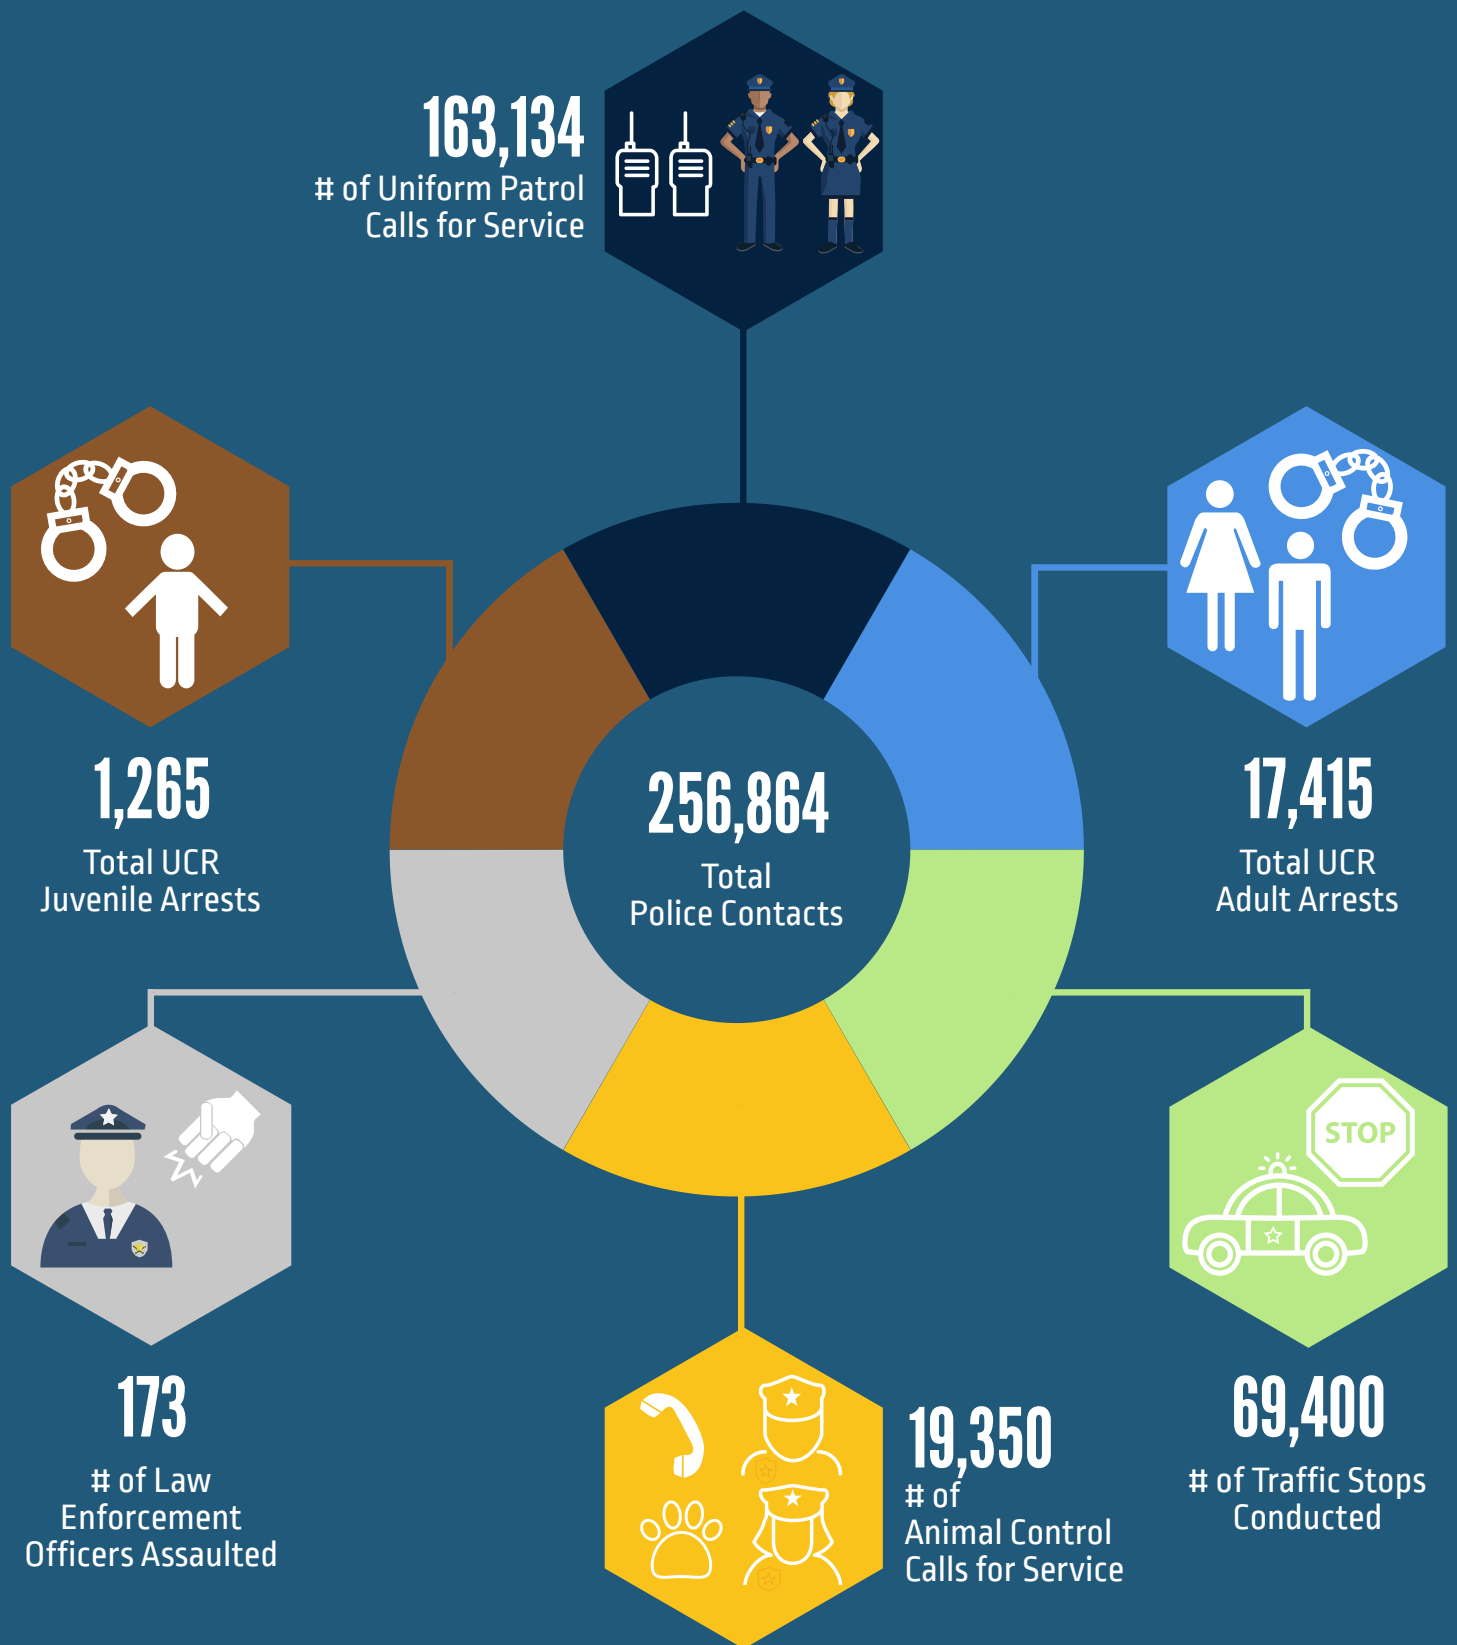 163,134
# of Uniform Patrol
Calls for Service
1,265
Total UCR
Juvenile Arrests
256,864
Total
Police Contacts
17,415
Total UCR
Adult Arrests
STOP
173
# of Law
Enforcement
Officers Assaulted
19,350
# of
Animal Control
Calls for Service
69,400
# of Traffic Stops
Conducted